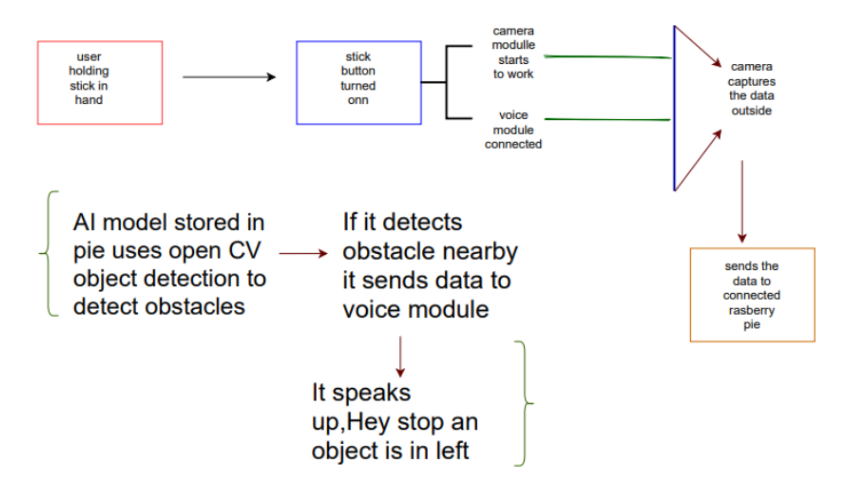 user
holding
stick in
hand
stick
button
turned
onn
camera
modulle
starts
to work
voice
module
connected
camera
captures
the data
outside
sends the
data to
connected
rasberry
pie
AI model stored in
pie uses open CV
object detection to
detect obstacles
If it detects
obstacle nearby
it sends data to
voice module
It speaks
up,Hey stop an
object is in left